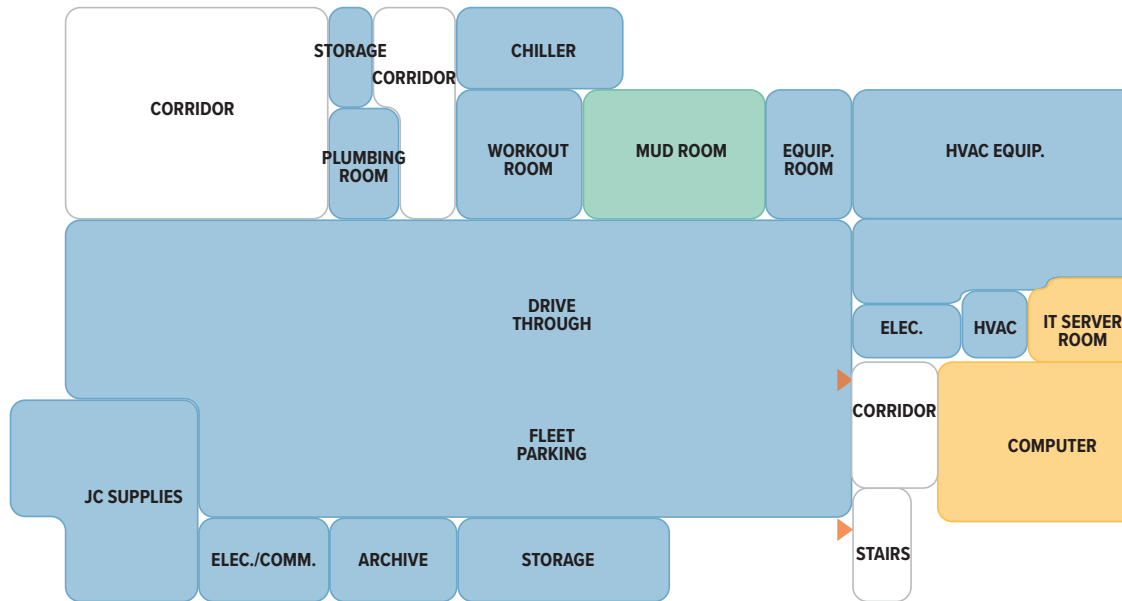 STORAGE
CHILLER
CORRIDOR
CORRIDOR
PLUMBING
ROOM
WORKOUT
ROOM
MUD ROOM
EQUIP.
ROOM
HVAC EQUIP.
DRIVE
THROUGH
ELEC.
HVAC
IT SERVER
ROOM
CORRIDOR
FLEET
PARKING
COMPUTER
JC SUPPLIES
ELEC./COMM.
ARCHIVE
STORAGE
STAIRS